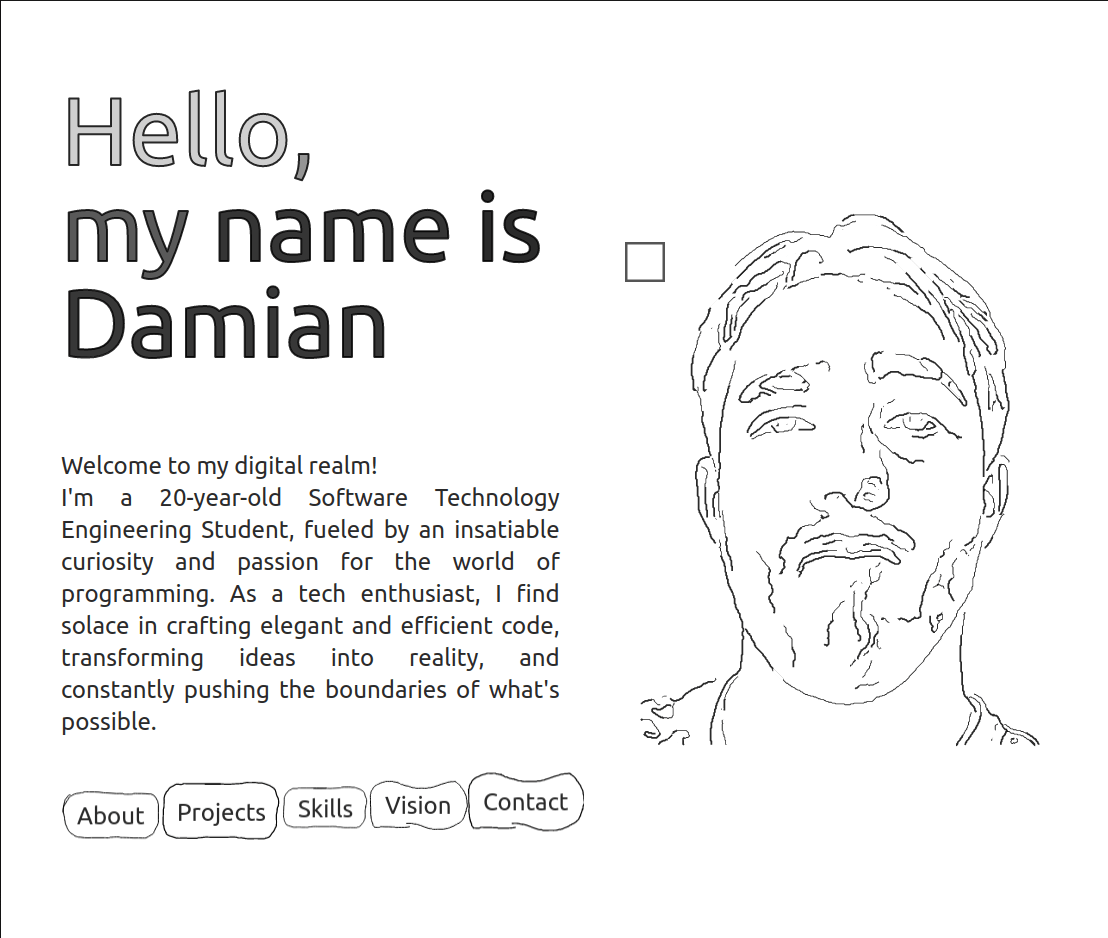 Hello,
my name is
Damian
Welcome to my digital realm!
I'm a 20-year-old Software Technology
Engineering Student, fueled by an insatiable
curiosity and passion for the world of
programming. As a tech enthusiast, I find
solace in crafting elegant and efficient code,
transforming ideas into reality, and
constantly pushing the boundaries of what's
possible.
About Projects Skills Vision Contact